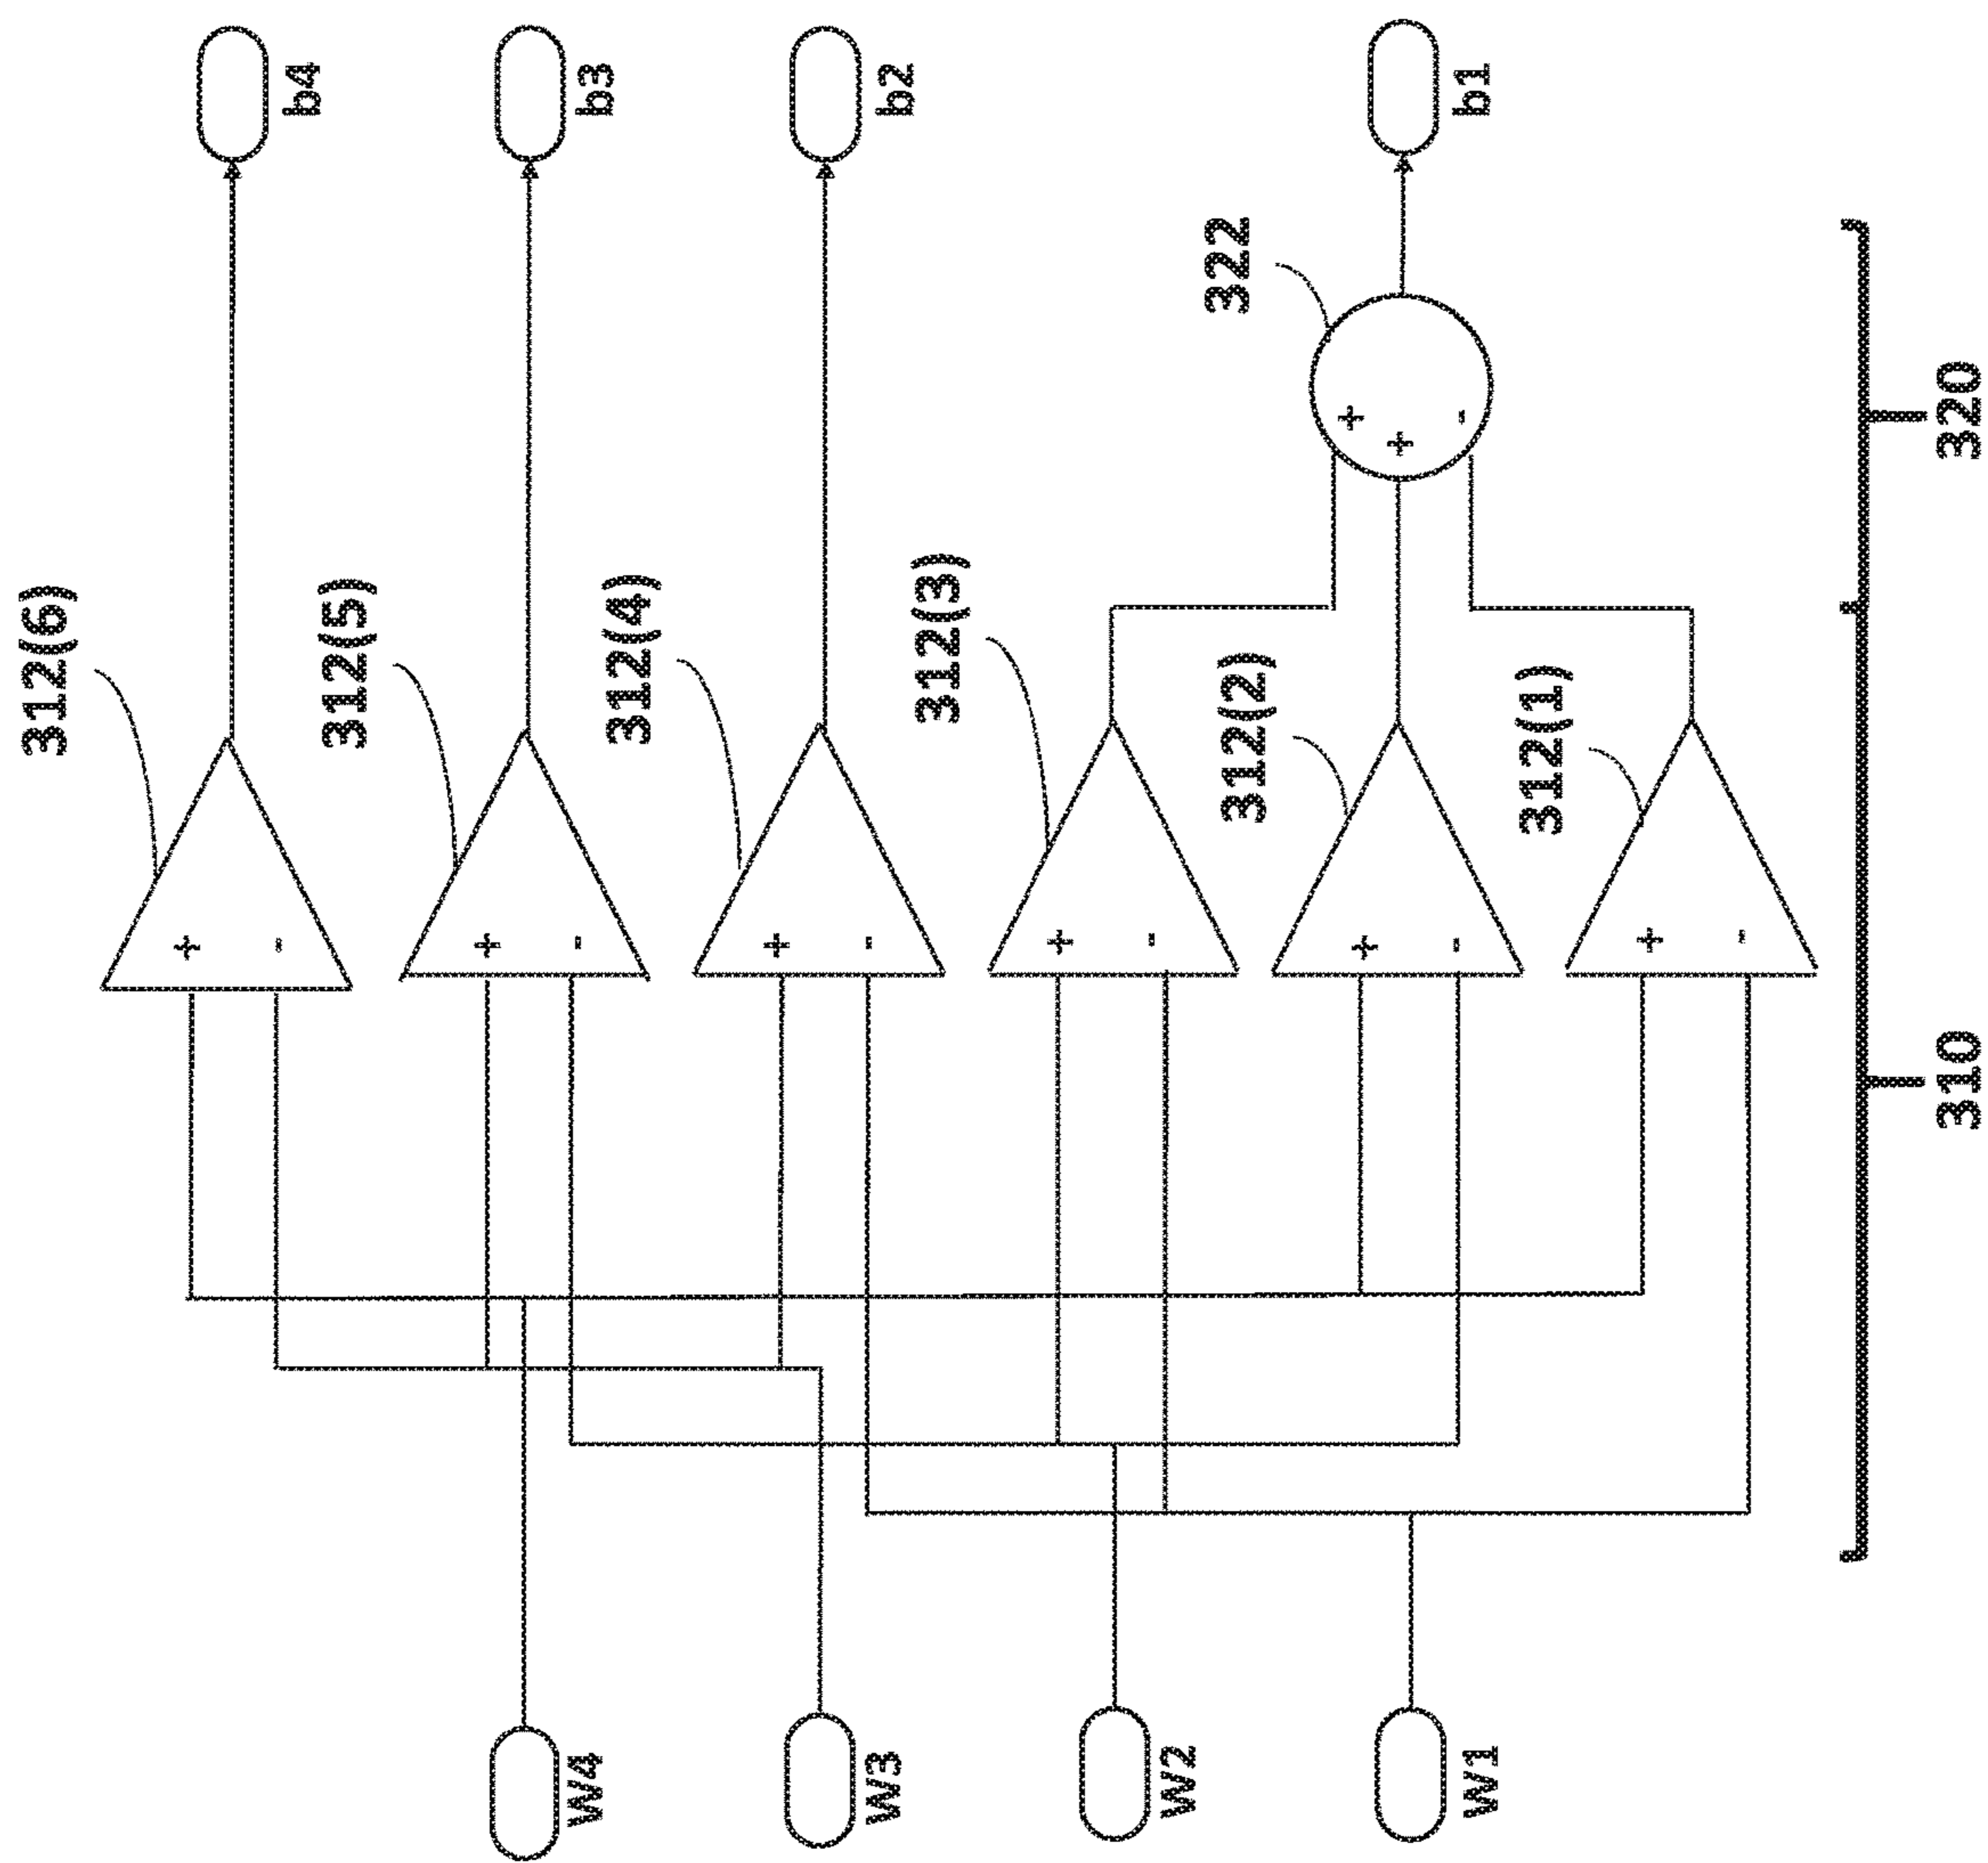 312(6)
b4
+ -
312(5)
b3
+ -
W4
312(4)
b2
+ -
W3
312(3)
+ -
W2
312(2)
322
b1
+ + -
+ -
W1
312(1)
+ -
310
320